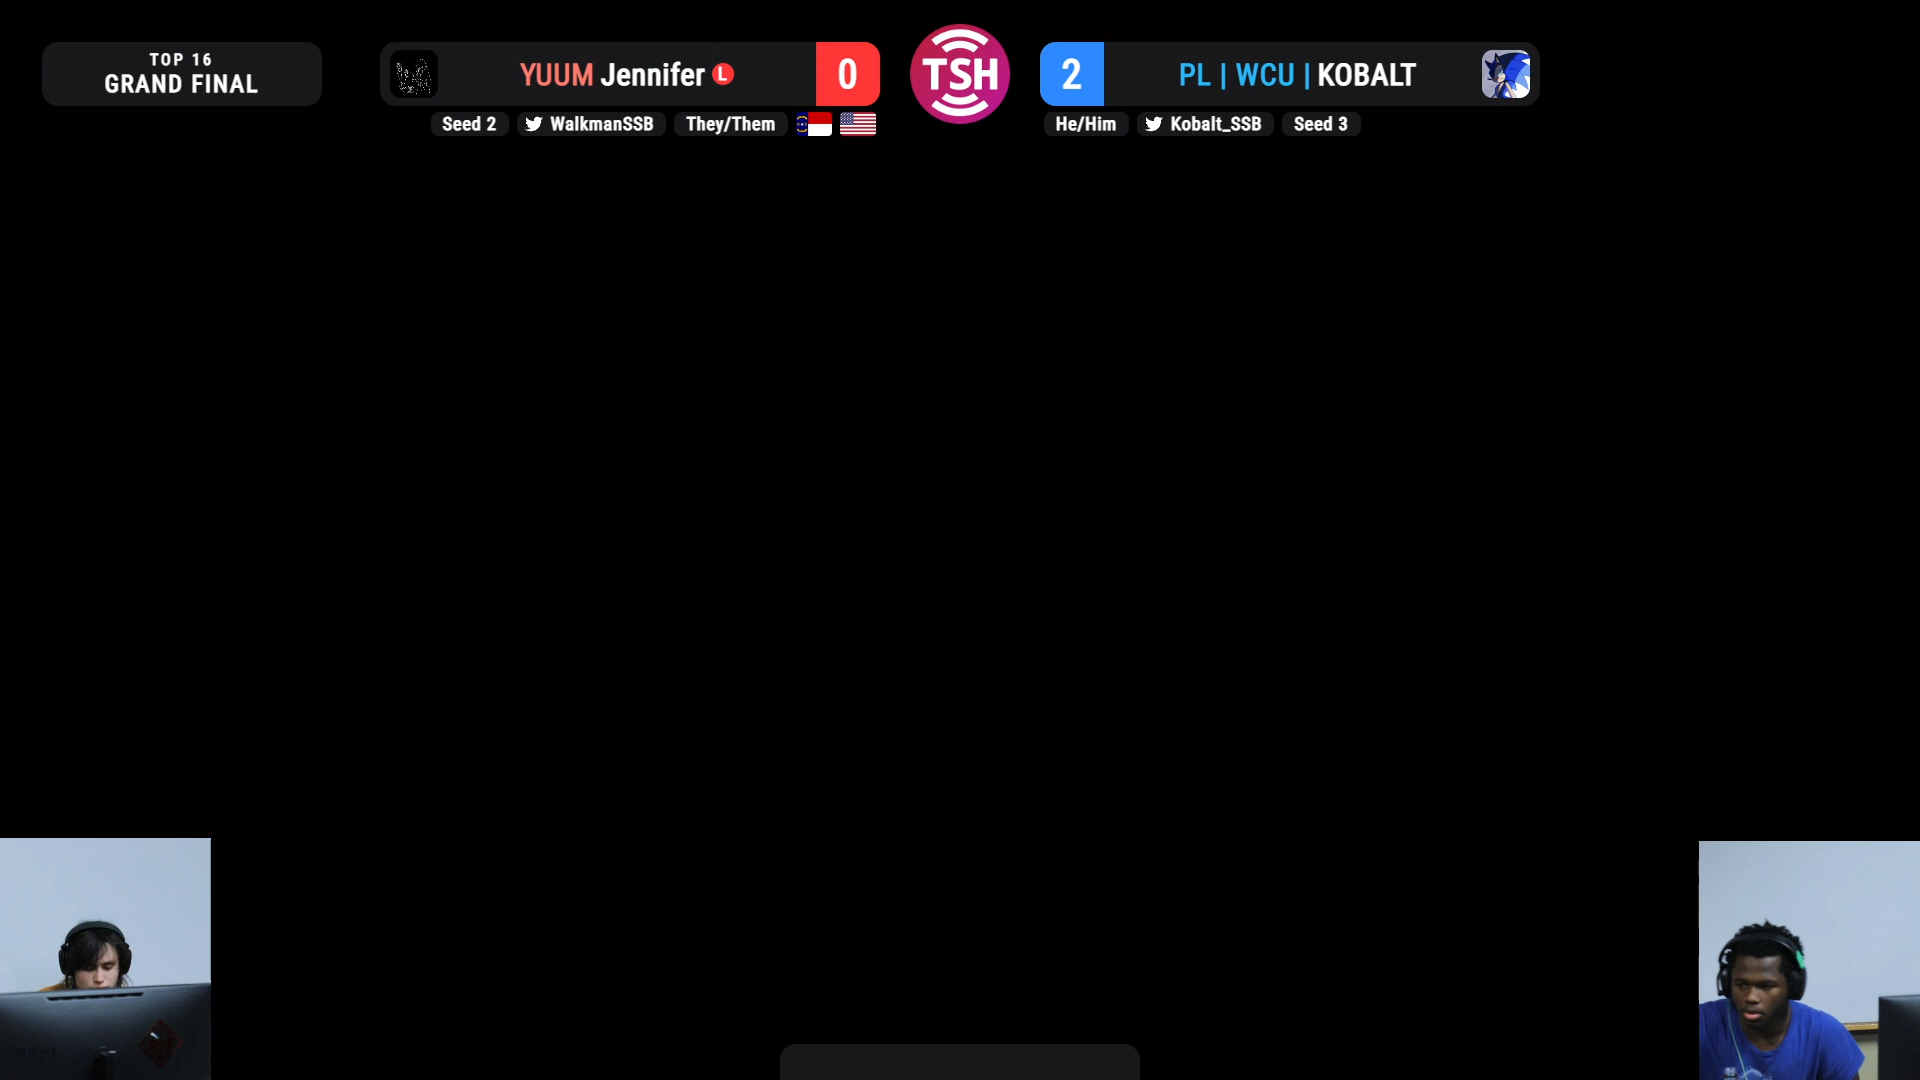 TOP 16
GRAND FINAL
YUUM Jennifer L
0
TSH
2
PL | WCU | KOBALT
Seed 2
WalkmanSSB
They/Them
He/Him
Kobalt_SSB
Seed 3